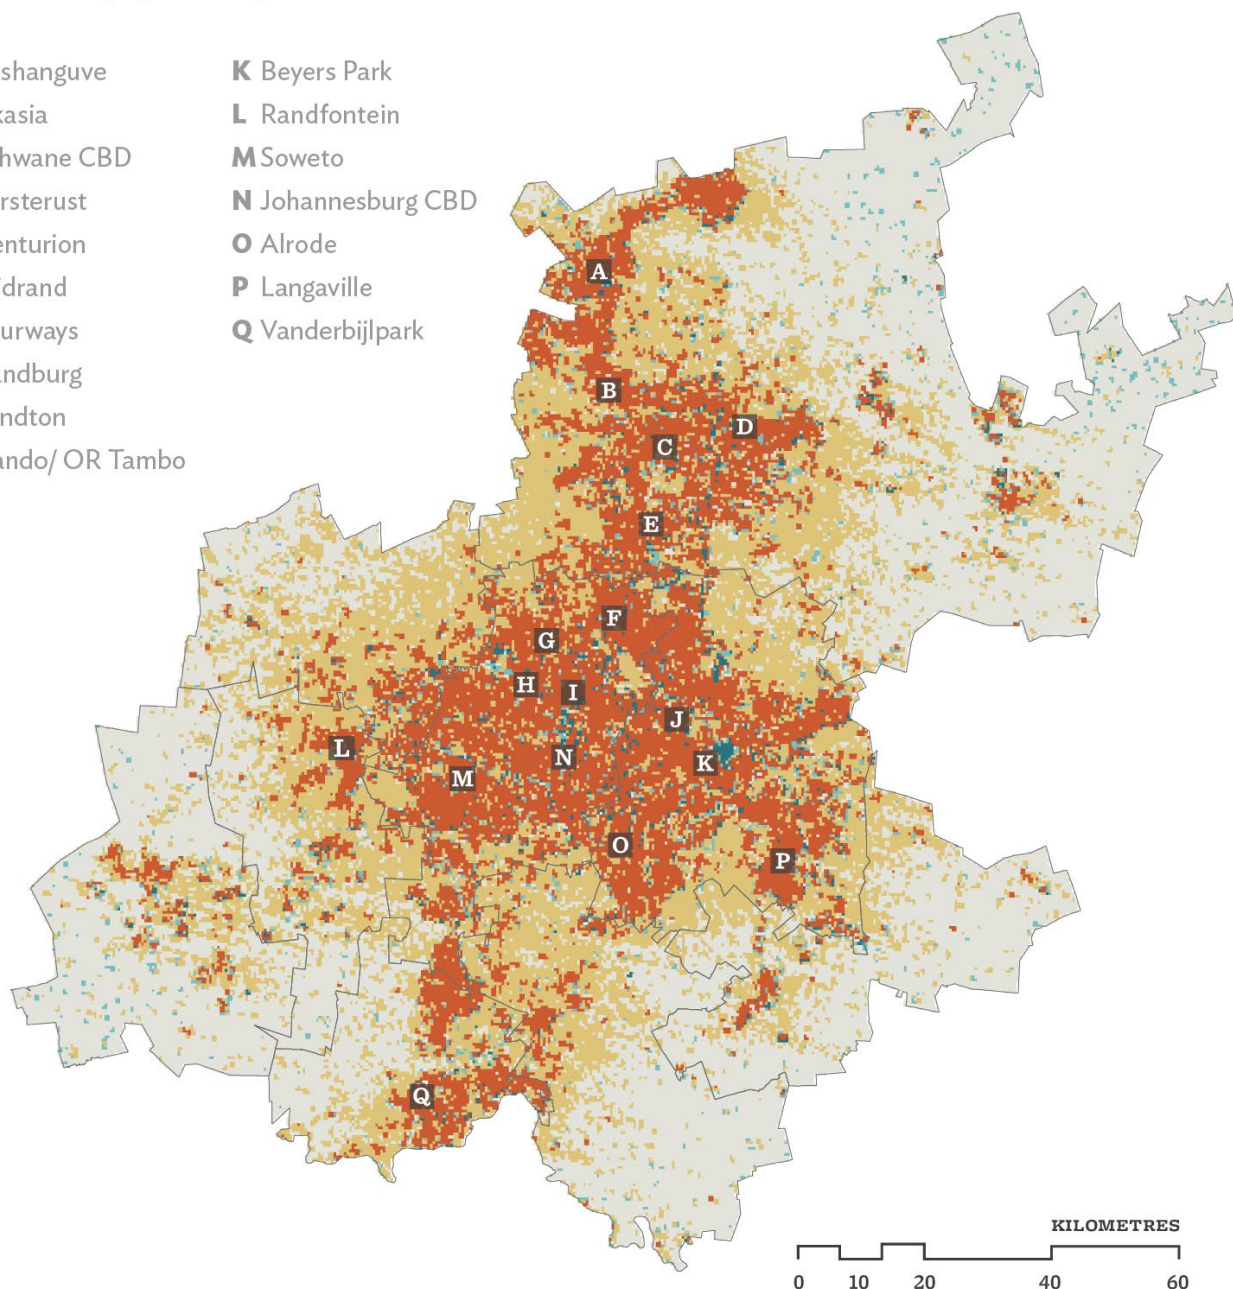 shanguve
kasia
hwane CBD
rsterust
enturion
drand
urways
ndburg
ndton
ando/ OR Tambo
K Beyers Park
L Randfontein
M Soweto
N Johannesburg CBD
O Alrode
P Langaville
Q Vanderbijlpark
A
B
D
C
E
F
G
H
I
J
L
N
K
M
O
P
Q
KILOMETRES
0 10 20 40 60